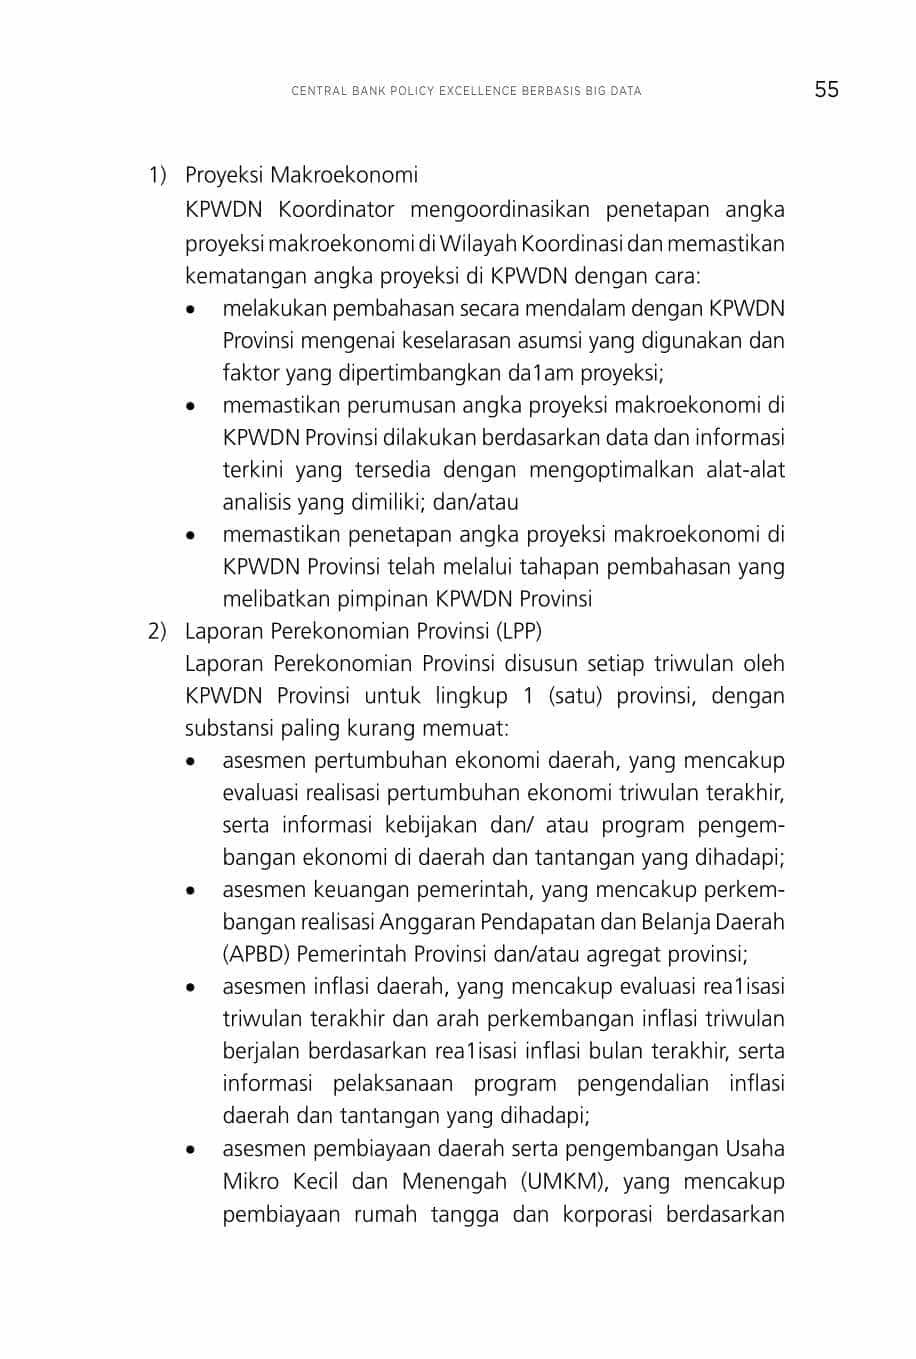 CENTRAL BANK POLICY EXCELLENCE BERBASIS BIG DATA 55
1) Proyeksi Makroekonomi
KPWDN Koordinator mengoordinasikan penetapan angka
proyeksi makroekonomi di Wilayah Koordinasi dan memastikan
kematangan angka proyeksi di KPWDN dengan cara:
• melakukan pembahasan secara mendalam dengan KPWDN
Provinsi mengenai keselarasan asumsi yang digunakan dan
faktor yang dipertimbangkan da1am proyeksi;
• memastikan perumusan angka proyeksi makroekonomi di
KPWDN Provinsi dilakukan berdasarkan data dan informasi
terkini yang tersedia dengan mengoptimalkan alat-alat
analisis yang dimiliki; dan/atau
• memastikan penetapan angka proyeksi makroekonomi di
KPWDN Provinsi telah melalui tahapan pembahasan yang
melibatkan pimpinan KPWDN Provinsi
2) Laporan Perekonomian Provinsi (LPP)
Laporan Perekonomian Provinsi disusun setiap triwulan oleh
KPWDN Provinsi untuk lingkup 1 (satu) provinsi, dengan
substansi paling kurang memuat:
• asesmen pertumbuhan ekonomi daerah, yang mencakup
evaluasi realisasi pertumbuhan ekonomi triwulan terakhir,
serta informasi kebijakan dan/ atau program pengem-
bangan ekonomi di daerah dan tantangan yang dihadapi;
• asesmen keuangan pemerintah, yang mencakup perkem-
bangan realisasi Anggaran Pendapatan dan Belanja Daerah
(APBD) Pemerintah Provinsi dan/atau agregat provinsi;
• asesmen inflasi daerah, yang mencakup evaluasi rea1isasi
triwulan terakhir dan arah perkembangan inflasi triwulan
berjalan berdasarkan rea1isasi inflasi bulan terakhir, serta
informasi pelaksanaan program pengendalian inflasi
daerah dan tantangan yang dihadapi;
• asesmen pembiayaan daerah serta pengembangan Usaha
Mikro Kecil dan Menengah (UMKM), yang mencakup
pembiayaan rumah tangga dan korporasi berdasarkan